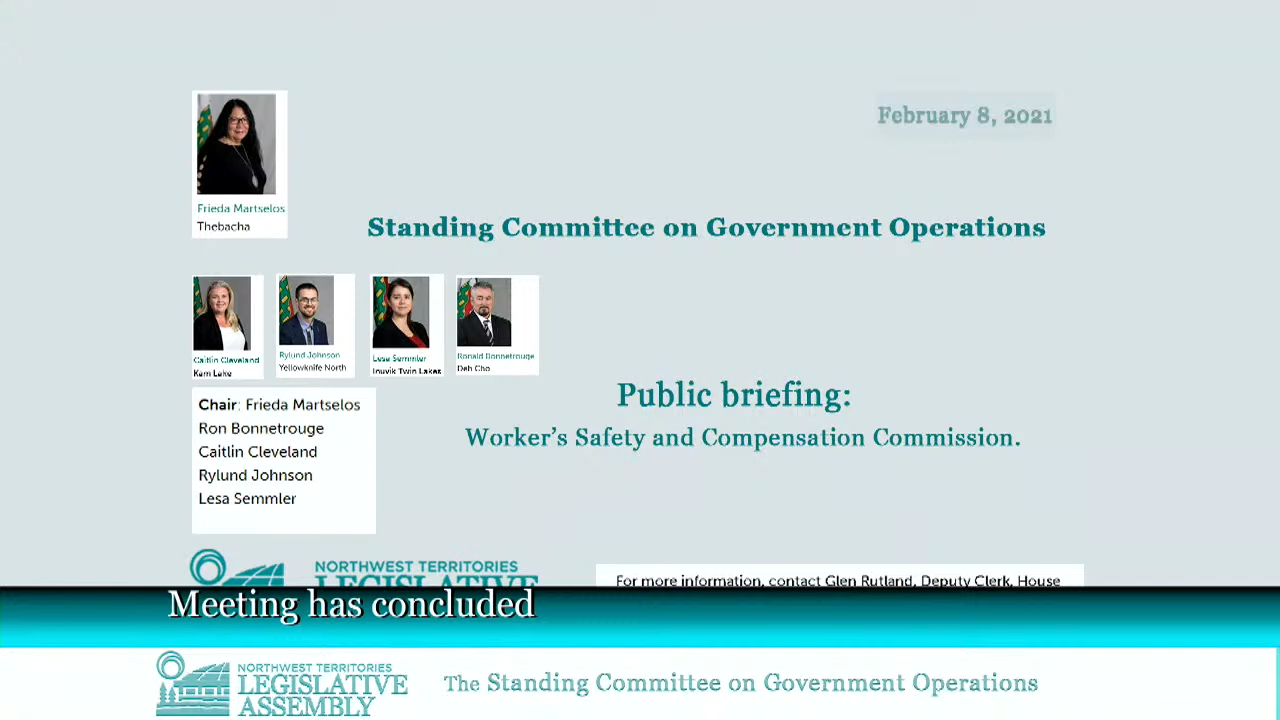 February 8, 2021
Frieda Martselos
Thebacha
Standing Committee on Government Operations
Caitlin Cleveland
Kam Lake
Rylund Johnson
Yellowknife North
Lesa Semmler
Inuvik Twin Lakes
Ronald Bonnetrouge
Deh Cho
Chair: Frieda Martselos
Ron Bonnetrouge
Caitlin Cleveland
Rylund Johnson
Lesa Semmler
Public briefing:
Worker's Safety and Compensation Commission.
NORTHWEST TERRITORIES
LEGISLATIVE
For more information, contact Glen Rutland, Deputy Clerk, House
Meeting has concluded
NORTHWEST TERRITORIES
LEGISLATIVE
ASSEMBLY
The Standing Committee on Government Operations